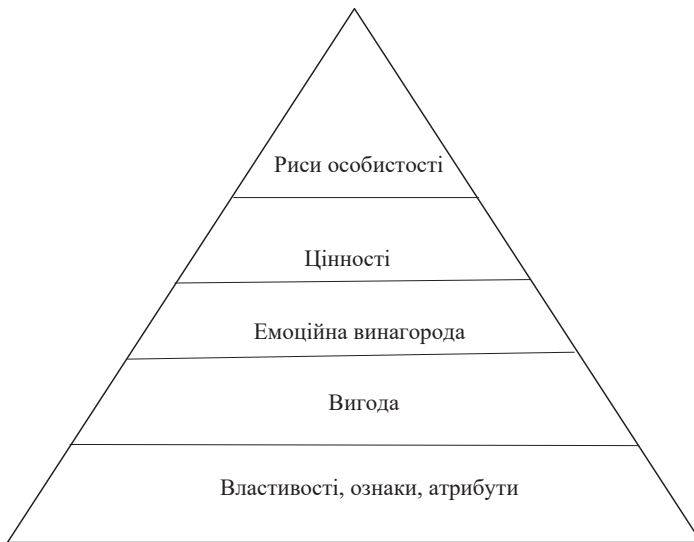 Риси особистості
Цінності
Емоційна винагорода
Вигода
Властивості, ознаки, атрибути